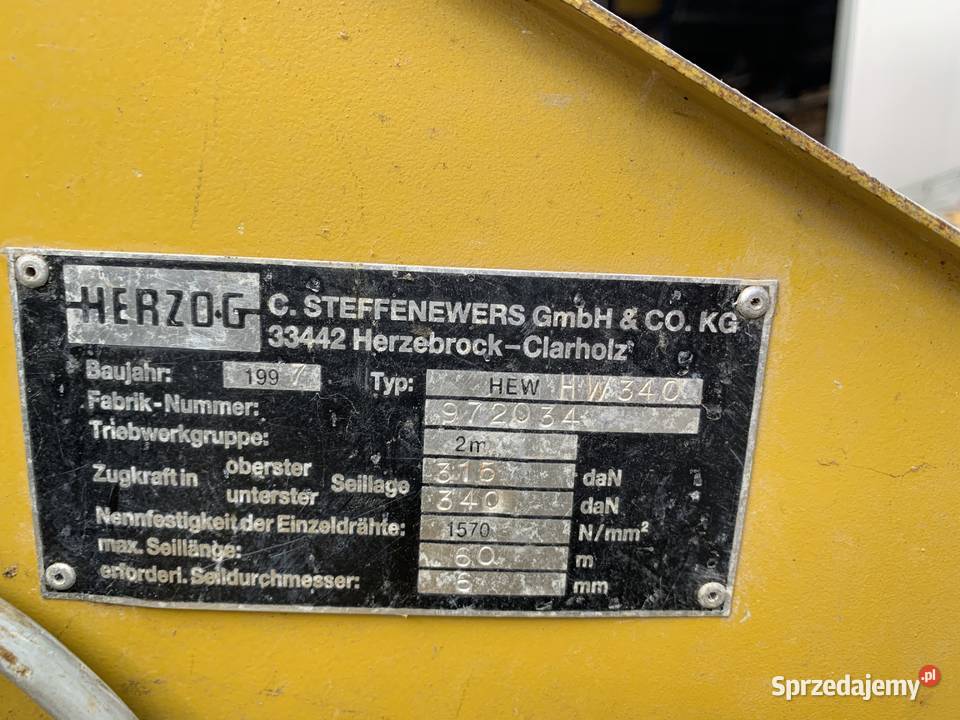 HERZOG C. STEFFENEWERS GmbH & CO. KG
33442 Herzebrock-Clarholz
Baujahr: 1997 Typ: HEW HW340
Fabrik-Nummer: 972034
Triebwerkgruppe: 2m
Zugkraft in oberster Seillage 315 daN
unterster 340 daN
Nennfestigkeit der Einzeldrähte: 1570 N/mm²
max. Seillänge: 60 m
erforderl. Seildurchmesser: mm
Sprzedajemy.pl